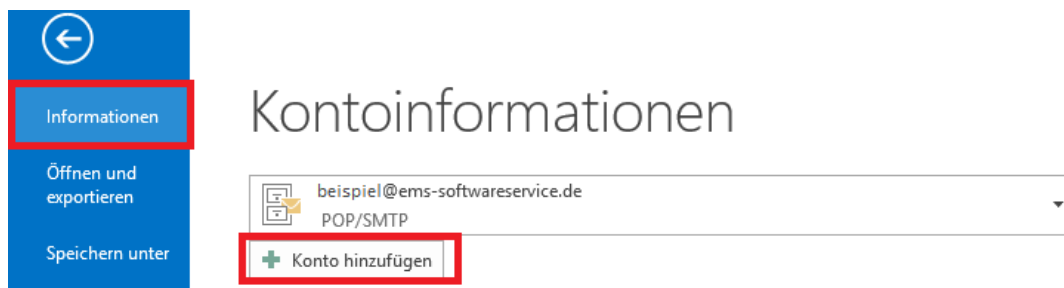 Informationen
Öffnen und
exportieren
Speichern unter
Kontoinformationen
beispiel@ems-softwareservice.de
POP/SMTP
Konto hinzufügen